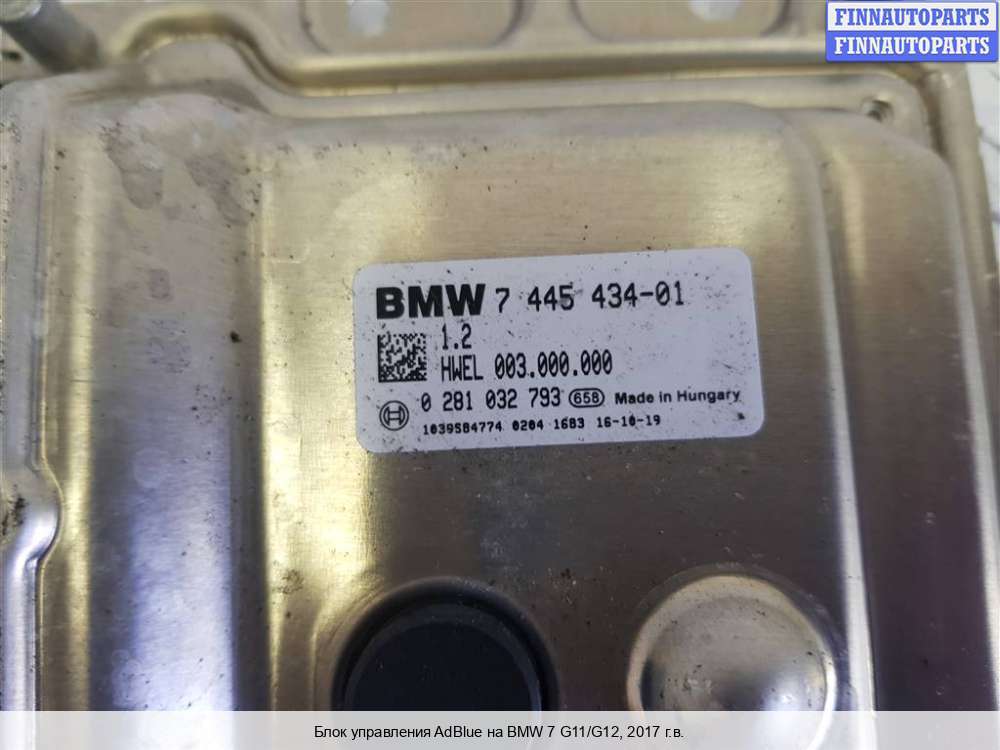 FINNAUTOPARTS
FINNAUTOPARTS
BMW 7 445 434-01
1.2
HWEL 003.000.000
0 281 032 793 658 Made in Hungary
1039S84774 0204 1683 16-10-19
Блок управления AdBlue на BMW 7 G11/G12, 2017 г.в.